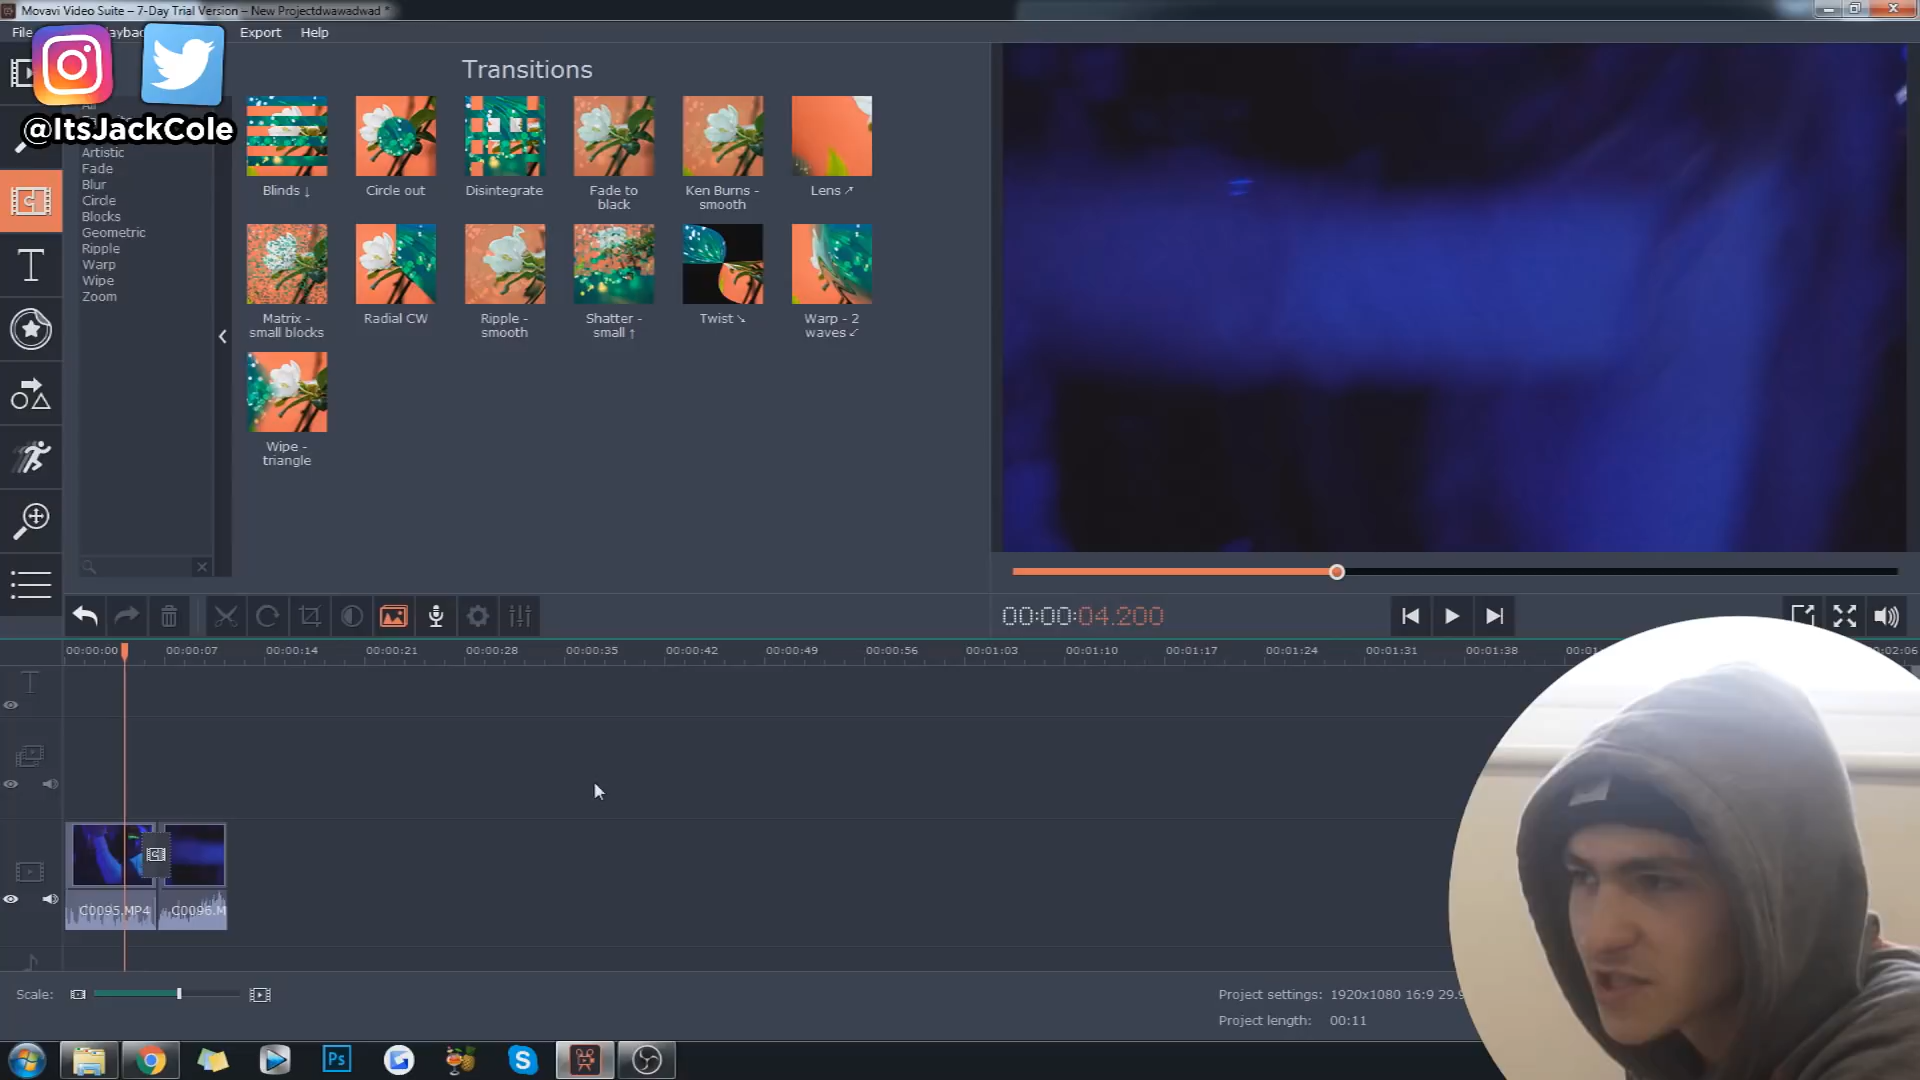 Movavi Video Suite – 7-Day Trial Version – New Projectdwawadwad *
File
Export
Help
@ItsJackCole
Artistic
Fade
Blur
Circle
Blocks
Geometric
Ripple
Warp
Wipe
Zoom
Transitions
Blinds ↓
Circle out
Disintegrate
Fade to
black
Ken Burns -
smooth
Lens ↗
Matrix -
small blocks
Radial CW
Ripple -
smooth
Shatter -
small ↑
Twist ↘
Warp - 2
waves ↙
Wipe -
triangle
00:00:04.200
00:00:00
00:00:07
00:00:14
00:00:21
00:00:28
00:00:35
00:00:42
00:00:49
00:00:56
00:01:03
00:01:10
00:01:17
00:01:24
00:01:31
00:01:38
C0095.MP4
C0096.M
Scale:
Project settings: 1920x1080 16:9 29.9
Project length: 00:11
Ps